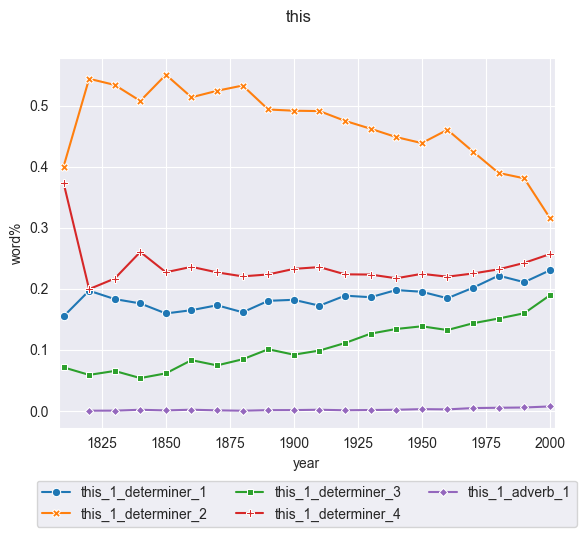 this
0.5
0.4
0.3
0.2
0.1
0.0
word%
1825 1850 1875 1900 1925 1950 1975 2000
year
this_1_determiner_1 this_1_determiner_3 this_1_adverb_1
this_1_determiner_2 this_1_determiner_4